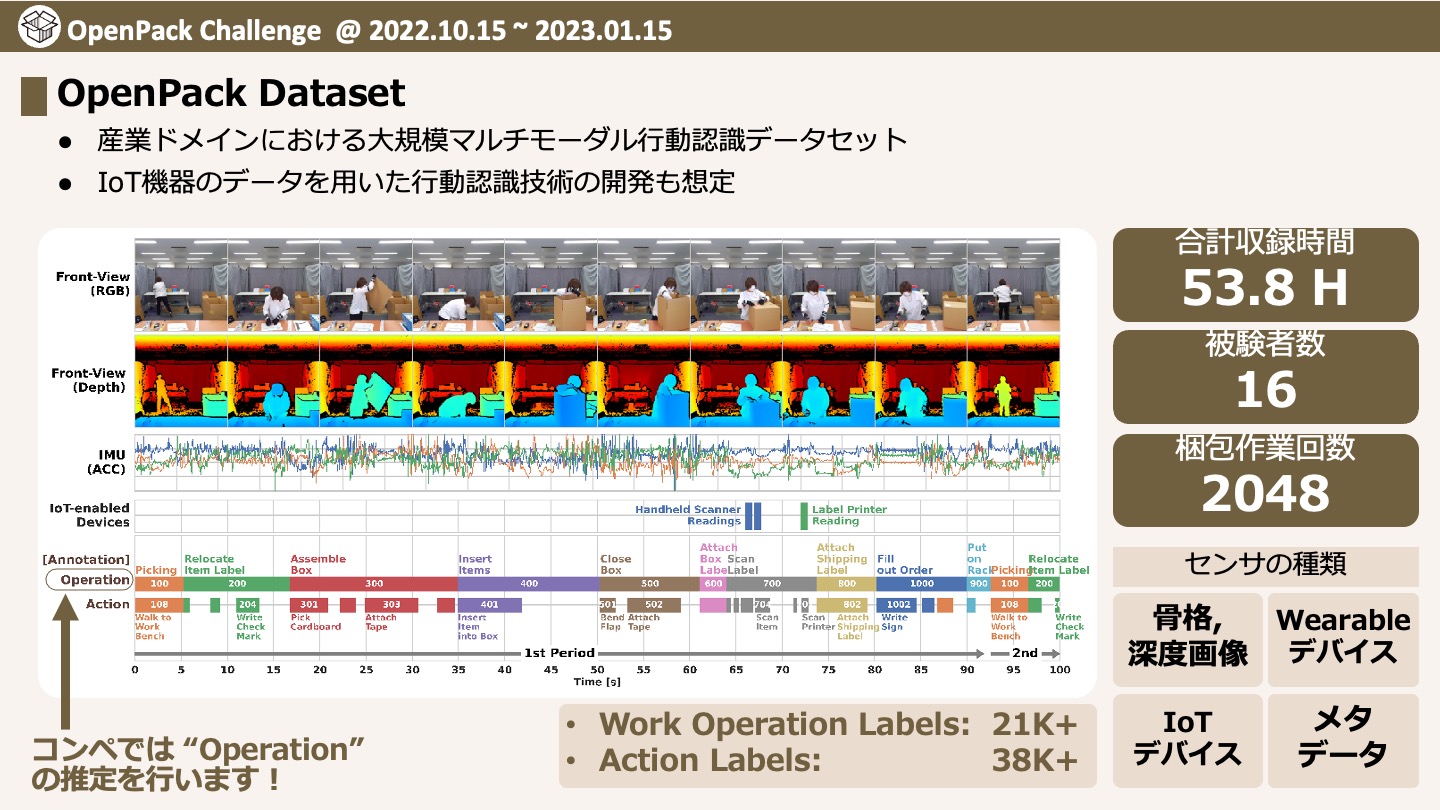 OpenPack Challenge @ 2022.10.15 ~ 2023.01.15
OpenPack Dataset
● 産業ドメインにおける大規模マルチモーダル行動認識データセット
● IoT機器のデータを用いた行動認識技術の開発も想定
Front-View
(RGB)
Front-View
(Depth)
IMU
(ACC)
IoT-enabled
Devices
Handheld Scanner
Readings
Label Printer
Reading
[Annotation]
Operation
Action
Picking
Relocate
Item Label
Assemble
Box
Insert
Items
Close
Box
Attach
Box
Label
Scan
Label
Attach
Shipping
Label
Fill
out Order
Put
on
Rack
Picking
Relocate
Item Label
100 200 300 400 500 600 700 800 1000 900 100 200
108 204 301 303 401 501 502 704 802 1002 108
Walk to
Work
Bench
Write
Check
Mark
Pick
Cardboard
Attach
Tape
Insert
Item
into Box
Bend
Flap
Attach
Tape
Scan
Item
Scan
Printer
Attach
Shipping
Label
Write
Sign
Walk to
Work
Bench
Write
Check
Mark
1st Period
2nd
0 5 10 15 20 25 30 35 40 45 50 55 60 65 70 75 80 85 90 95 100
Time [s]
コンペでは “Operation”
の推定を行います！
• Work Operation Labels: 21K+
• Action Labels: 38K+
合計収録時間
53.8 H
被験者数
16
梱包作業回数
2048
センサの種類
骨格,
深度画像
Wearable
デバイス
IoT
デバイス
メタ
データ